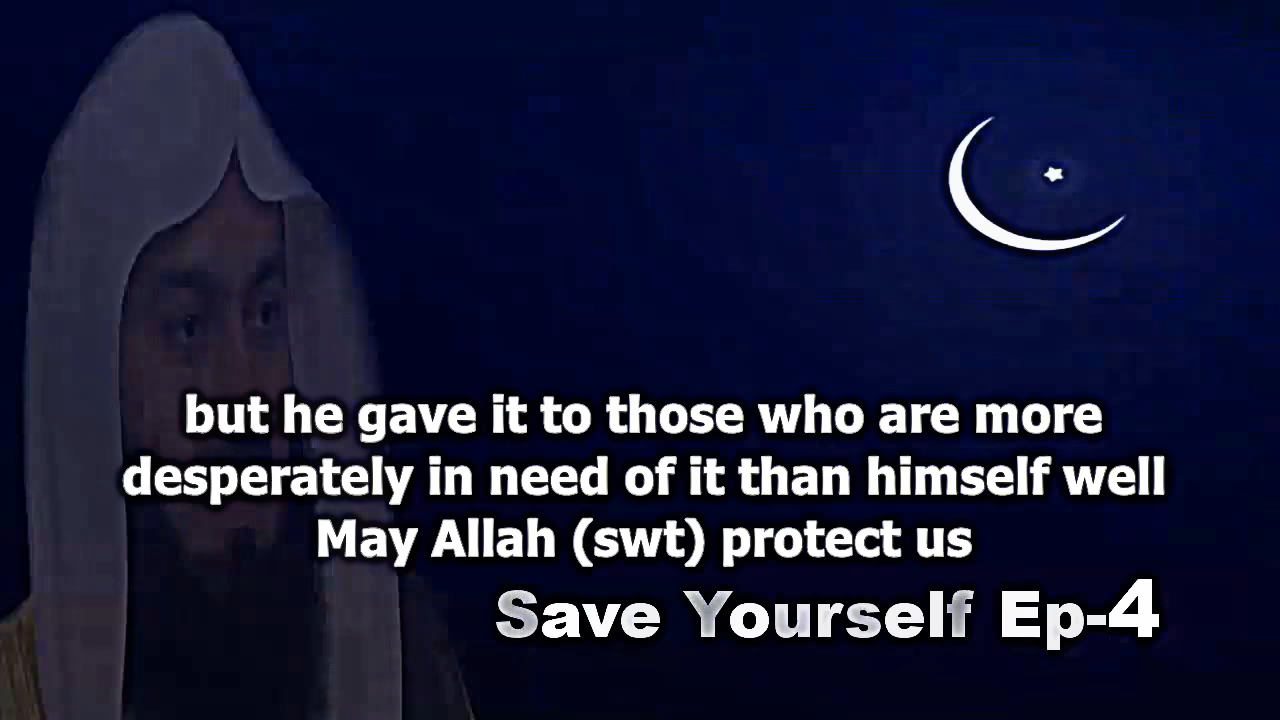 but he gave it to those who are more
desperately in need of it than himself well
May Allah (swt) protect us
Save Yourself Ep-4